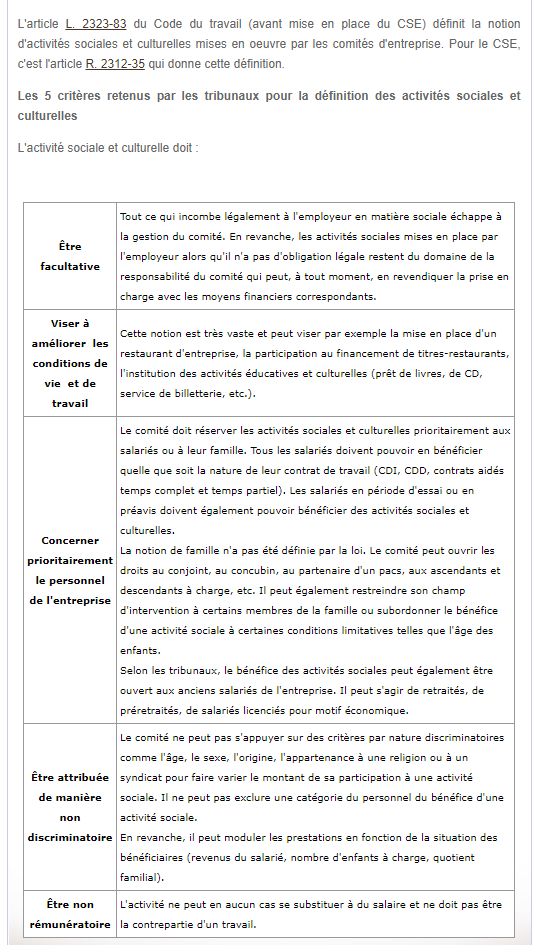 L'article L. 2323-83 du Code du travail (avant mise en place du CSE) définit la notion
d'activités sociales et culturelles mises en oeuvre par les comités d'entreprise. Pour le CSE,
c'est l'article R. 2312-35 qui donne cette définition.
Les 5 critères retenus par les tribunaux pour la définition des activités sociales et
culturelles
L'activité sociale et culturelle doit :
Être
facultative
Tout ce qui incombe légalement à l'employeur en matière sociale échappe à
la gestion du comité. En revanche, les activités sociales mises en place par
l'employeur alors qu'il n'a pas d'obligation légale restent du domaine de la
responsabilité du comité qui peut, à tout moment, en revendiquer la prise en
charge avec les moyens financiers correspondants.
Viser à
améliorer les
conditions de
vie et de
travail
Cette notion est très vaste et peut viser par exemple la mise en place d'un
restaurant d'entreprise, la participation au financement de titres-restaurants,
l'institution des activités éducatives et culturelles (prêt de livres, de CD,
service de billetterie, etc.).
Concerner
prioritairement
le personnel
de l'entreprise
Le comité doit réserver les activités sociales et culturelles prioritairement aux
salariés ou à leur famille. Tous les salariés doivent pouvoir en bénéficier
quelle que soit la nature de leur contrat de travail (CDI, CDD, contrats aidés
temps complet et temps partiel). Les salariés en période d'essai ou en
préavis doivent également pouvoir bénéficier des activités sociales et
culturelles.
La notion de famille n'a pas été définie par la loi. Le comité peut ouvrir les
droits au conjoint, au concubin, au partenaire d'un pacs, aux ascendants et
descendants à charge, etc. Il peut également restreindre son champ
d'intervention à certains membres de la famille ou subordonner le bénéfice
d'une activité sociale à certaines conditions limitatives telles que l'âge des
enfants.
Selon les tribunaux, le bénéfice des activités sociales peut également être
ouvert aux anciens salariés de l'entreprise. Il peut s'agir de retraités, de
préretraités, de salariés licenciés pour motif économique.
Être attribuée
de manière
non
discriminatoire
Le comité ne peut pas s'appuyer sur des critères par nature discriminatoires
comme l'âge, le sexe, l'origine, l'appartenance à une religion ou à un
syndicat pour faire varier le montant de sa participation à une activité
sociale. Il ne peut pas exclure une catégorie du personnel du bénéfice d'une
activité sociale.
En revanche, il peut moduler les prestations en fonction de la situation des
bénéficiaires (revenus du salarié, nombre d'enfants à charge, quotient
familial).
Être non
rémunératoire
L'activité ne peut en aucun cas se substituer à du salaire et ne doit pas être
la contrepartie d'un travail.